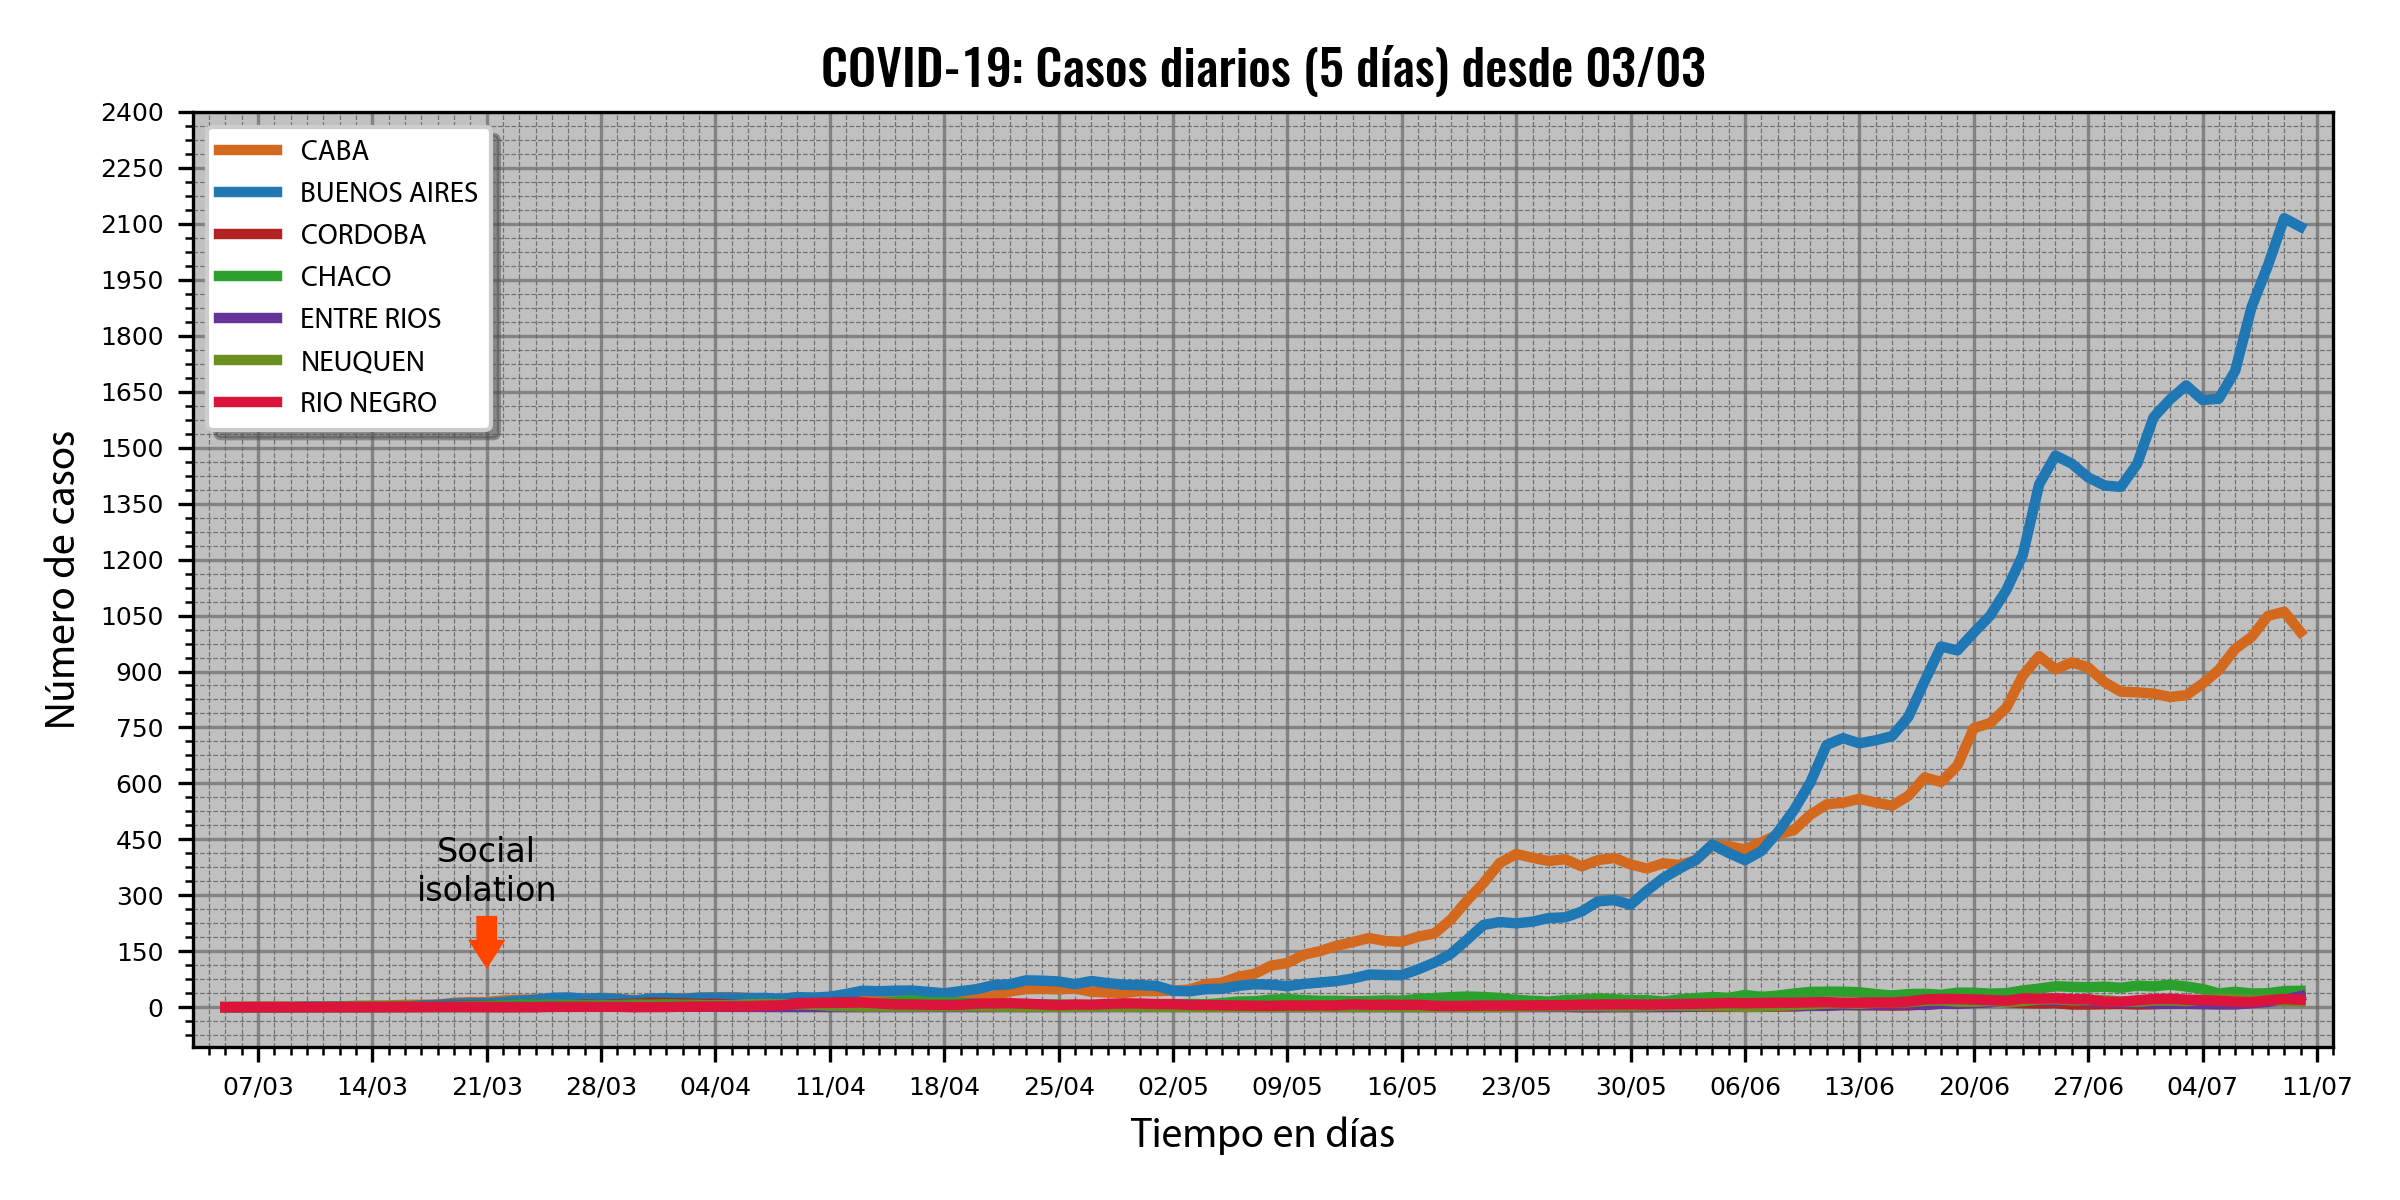 COVID-19: Casos diarios (5 días) desde 03/03
2400
2250
2100
1950
1800
1650
1500
1350
1200
1050
900
750
600
450
300
150
0
Número de casos
CABA
BUENOS AIRES
CORDOBA
CHACO
ENTRE RIOS
NEUQUEN
RIO NEGRO
Social
isolation
07/03 14/03 21/03 28/03 04/04 11/04 18/04 25/04 02/05 09/05 16/05 23/05 30/05 06/06 13/06 20/06 27/06 04/07 11/07
Tiempo en días